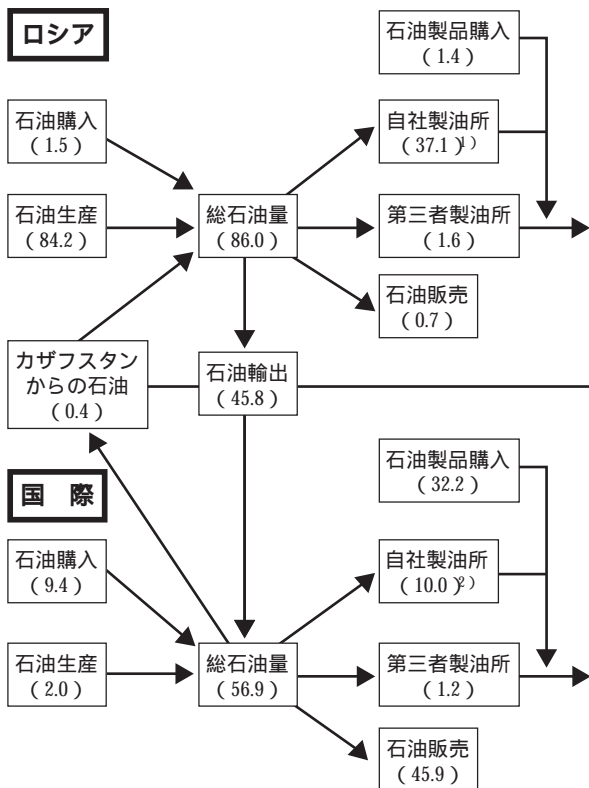 ロシア
石油製品購入
(1.4)
石油購入
(1.5)
自社製油所
(37.1)1)
石油生産
(84.2)
総石油量
(86.0)
第三者製油所
(1.6)
石油販売
(0.7)
カザフスタン
からの石油
(0.4)
石油輸出
(45.8)
国 際
石油製品購入
(32.2)
石油購入
(9.4)
自社製油所
(10.0)2)
石油生産
(2.0)
総石油量
(56.9)
第三者製油所
(1.2)
石油販売
(45.9)